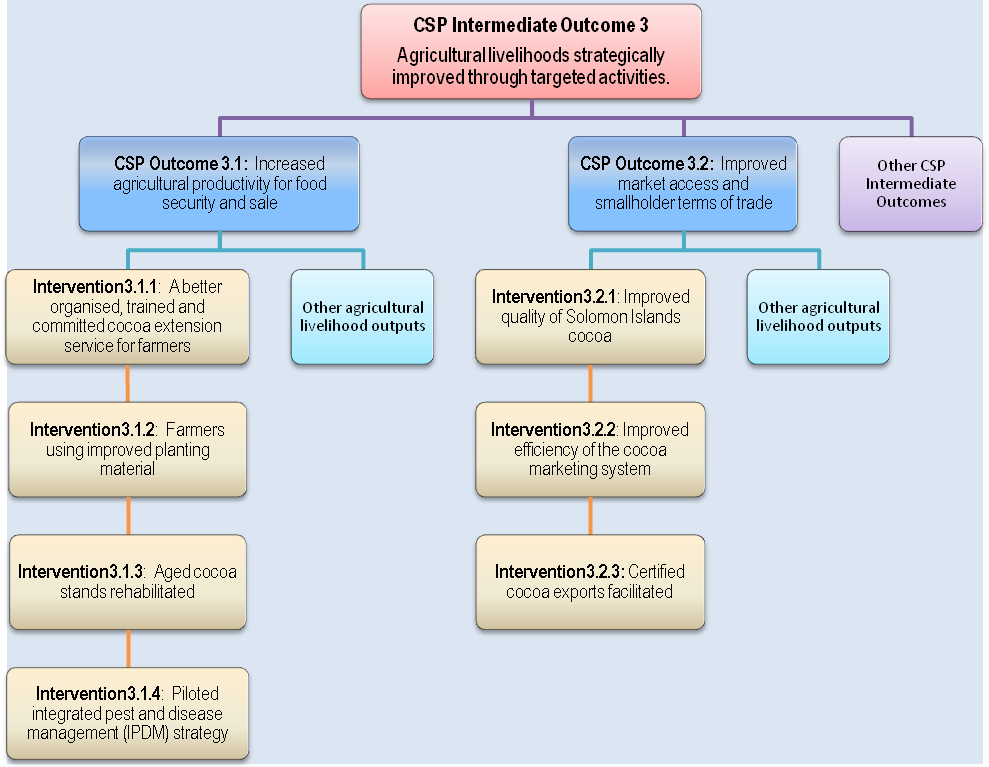 CSP Intermediate Outcome 3
Agricultural livelihoods strategically
improved through targeted activities.
CSP Outcome 3.1: Increased
agricultural productivity for food
security and sale
CSP Outcome 3.2: Improved
market access and
smallholder terms of trade
Other CSP
Intermediate
Outcomes
Intervention3.1.1: A better
organised, trained and
committed cocoa extension
service for farmers
Other agricultural
livelihood outputs
Intervention3.2.1: Improved
quality of Solomon Islands
cocoa
Other agricultural
livelihood outputs
Intervention3.1.2: Farmers
using improved planting
material
Intervention3.2.2: Improved
efficiency of the cocoa
marketing system
Intervention3.1.3: Aged cocoa
stands rehabilitated
Intervention3.2.3: Certified
cocoa exports facilitated
Intervention3.1.4: Piloted
integrated pest and disease
management (IPDM) strategy